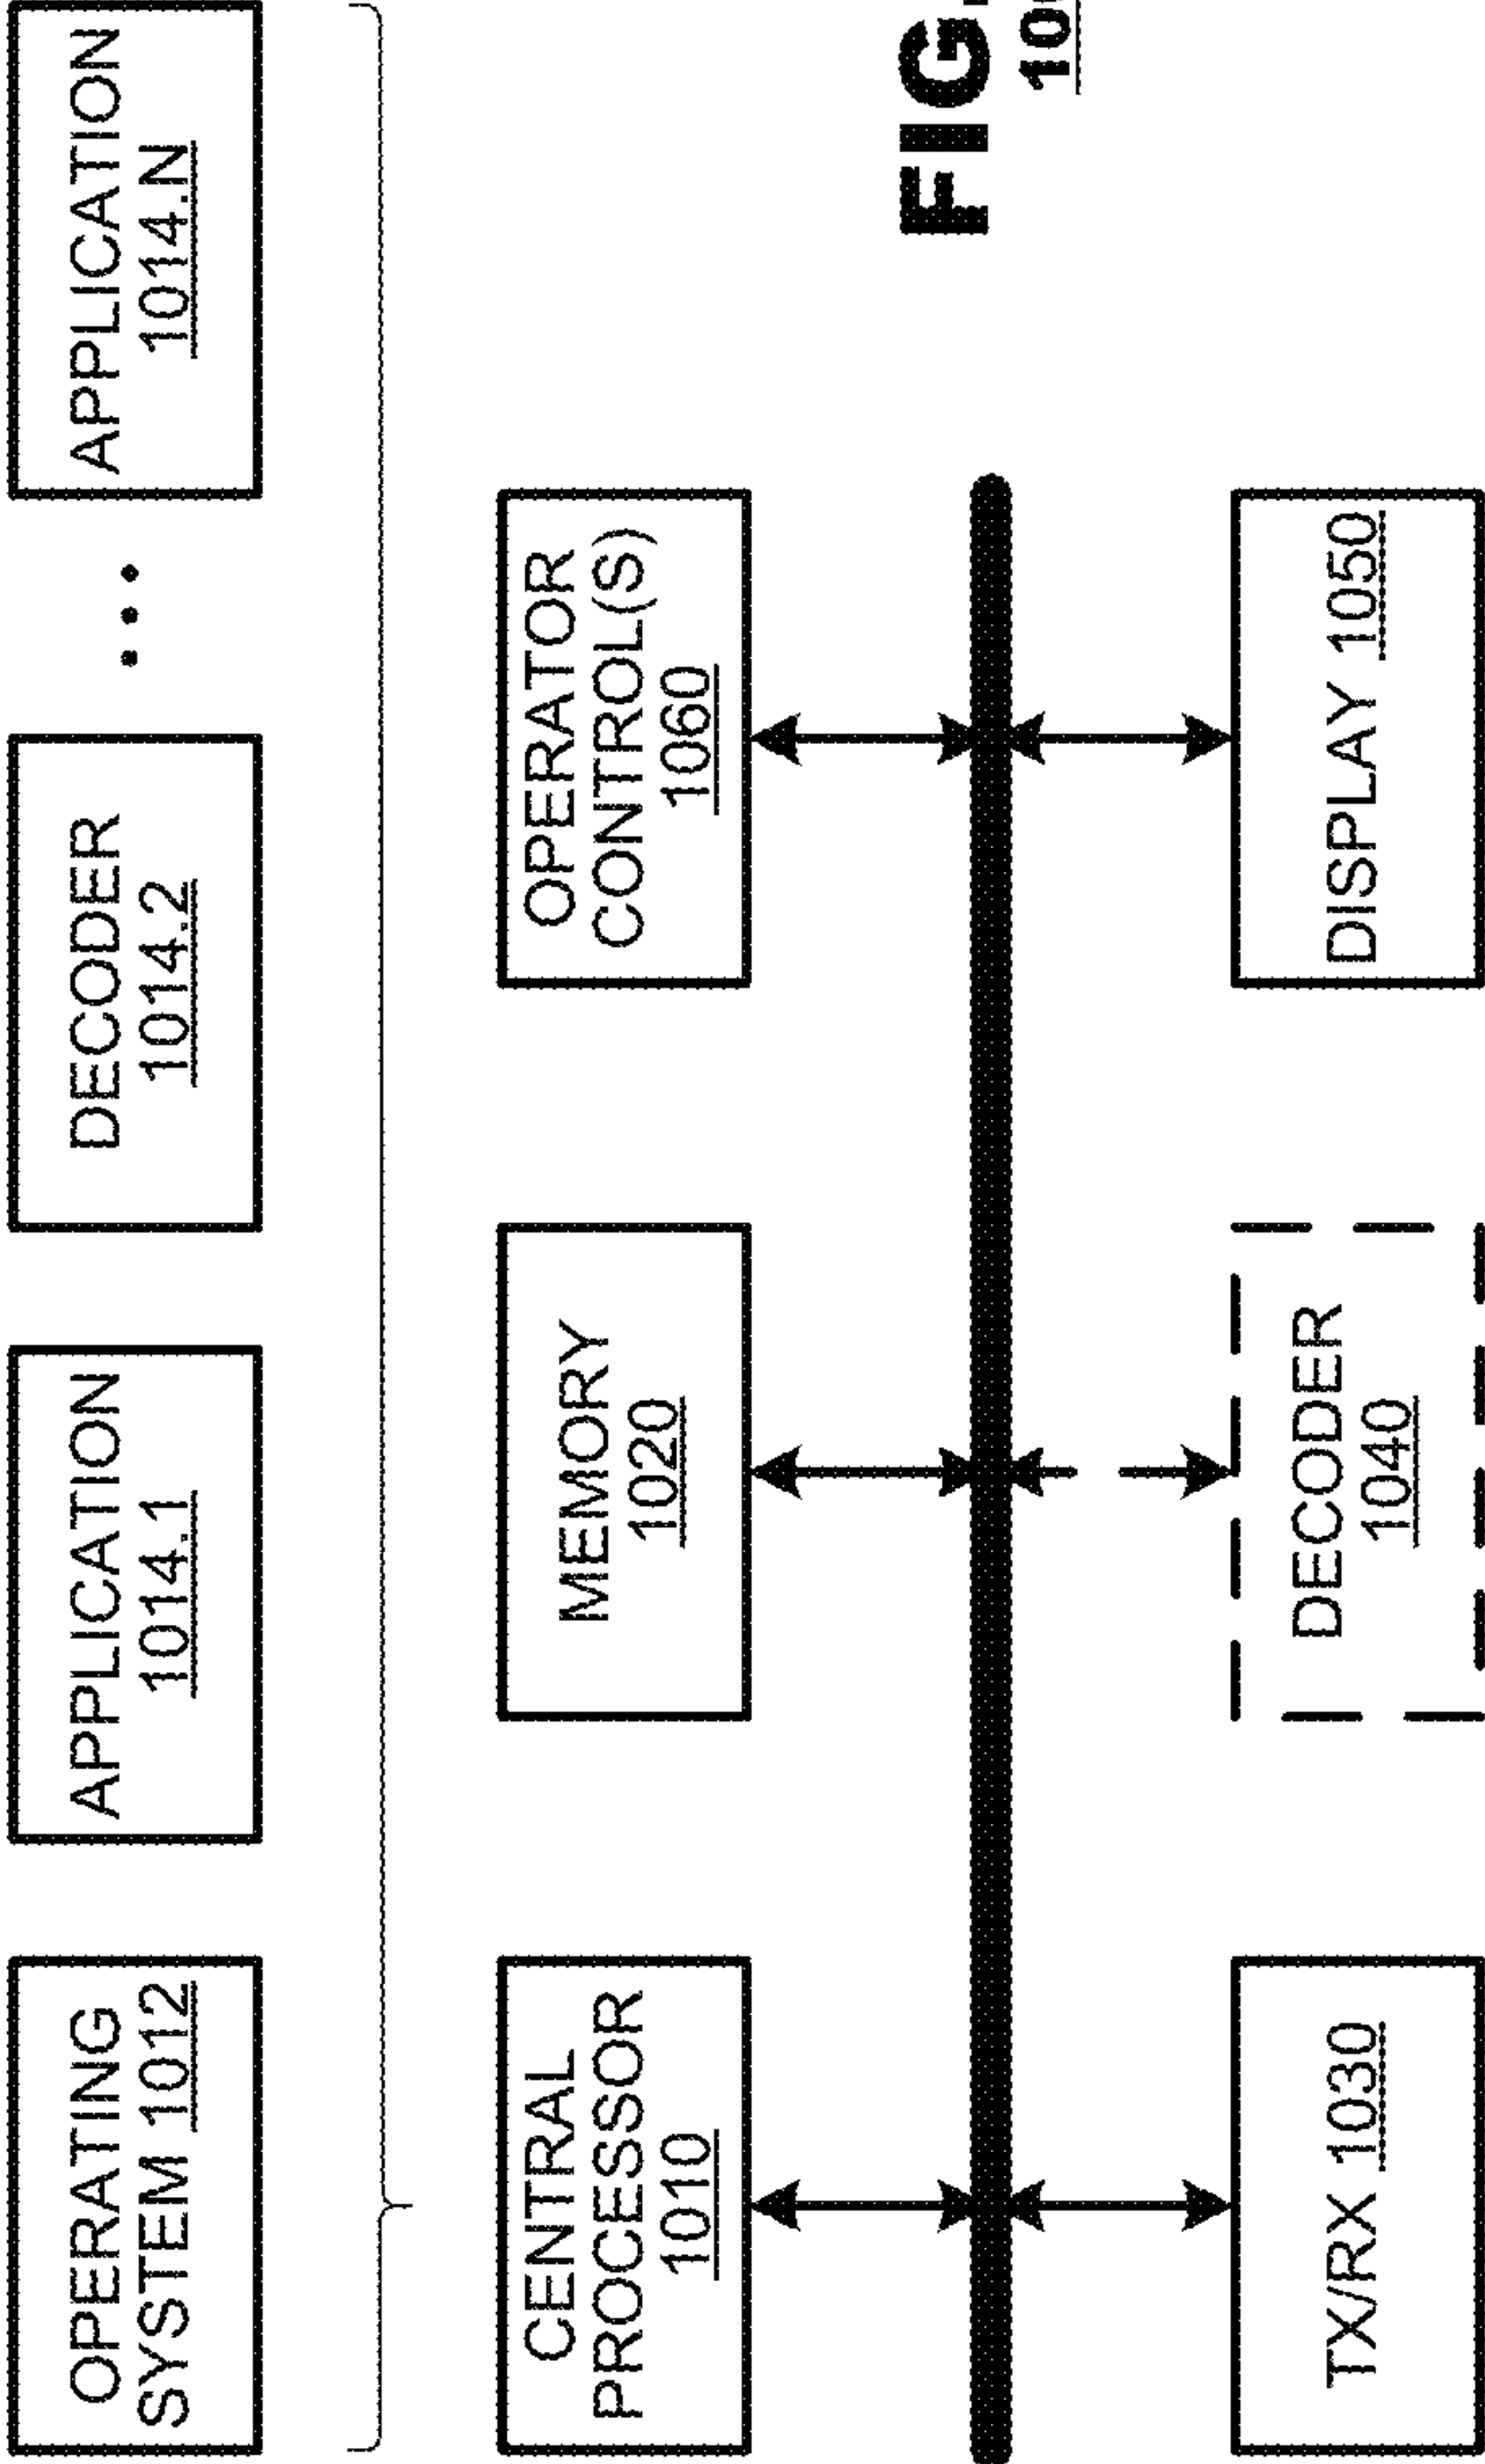 OPERATING
SYSTEM 1012
APPLICATION
1014.1
DECODER
1014.2
...
APPLICATION
1014.N
CENTRAL
PROCESSOR
1010
MEMORY
1020
OPERATOR
CONTROL(S)
1060
FIG.
TX/RX 1030
DECODER
1040
DISPLAY 1050